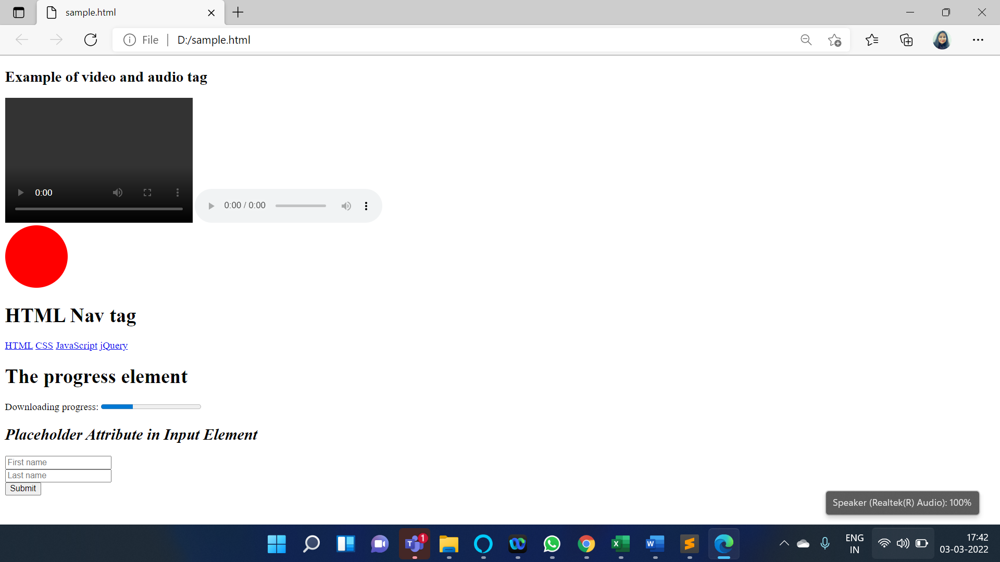 sample.html
File
D:/sample.html
Example of video and audio tag
0:00
0:00 / 0:00
HTML Nav tag
HTML CSS JavaScript jQuery
The progress element
Downloading progress:
Placeholder Attribute in Input Element
First name
Last name
Submit
Speaker (Realtek(R) Audio): 100%
T
1
X
W
ENG
IN
17:42
03-03-2022